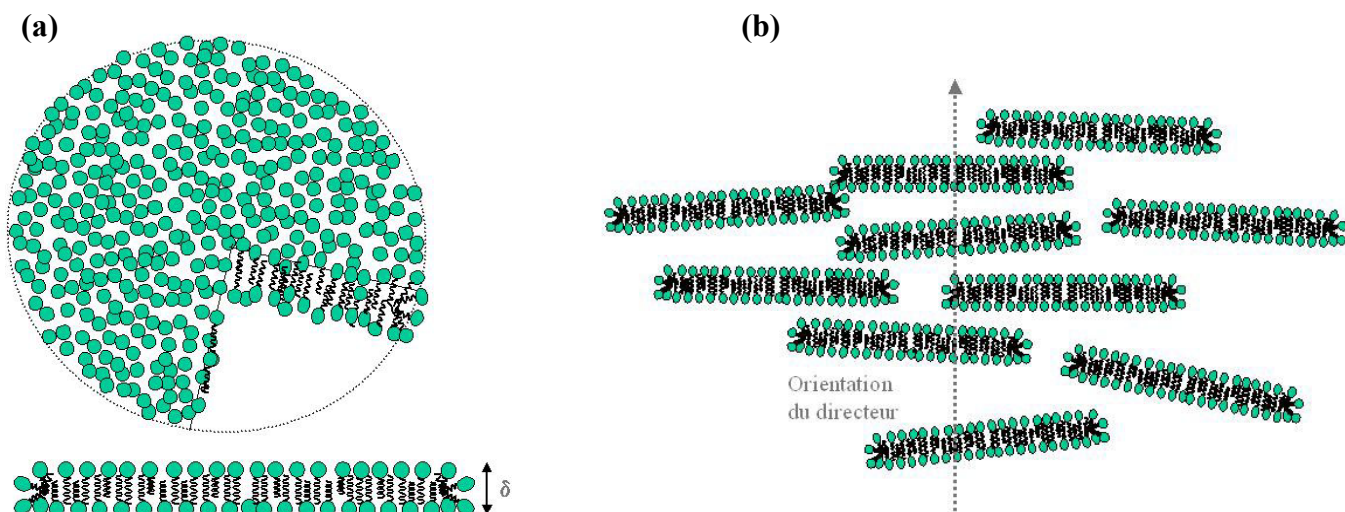 (a)
(b)
Orientation
du directeur
δ